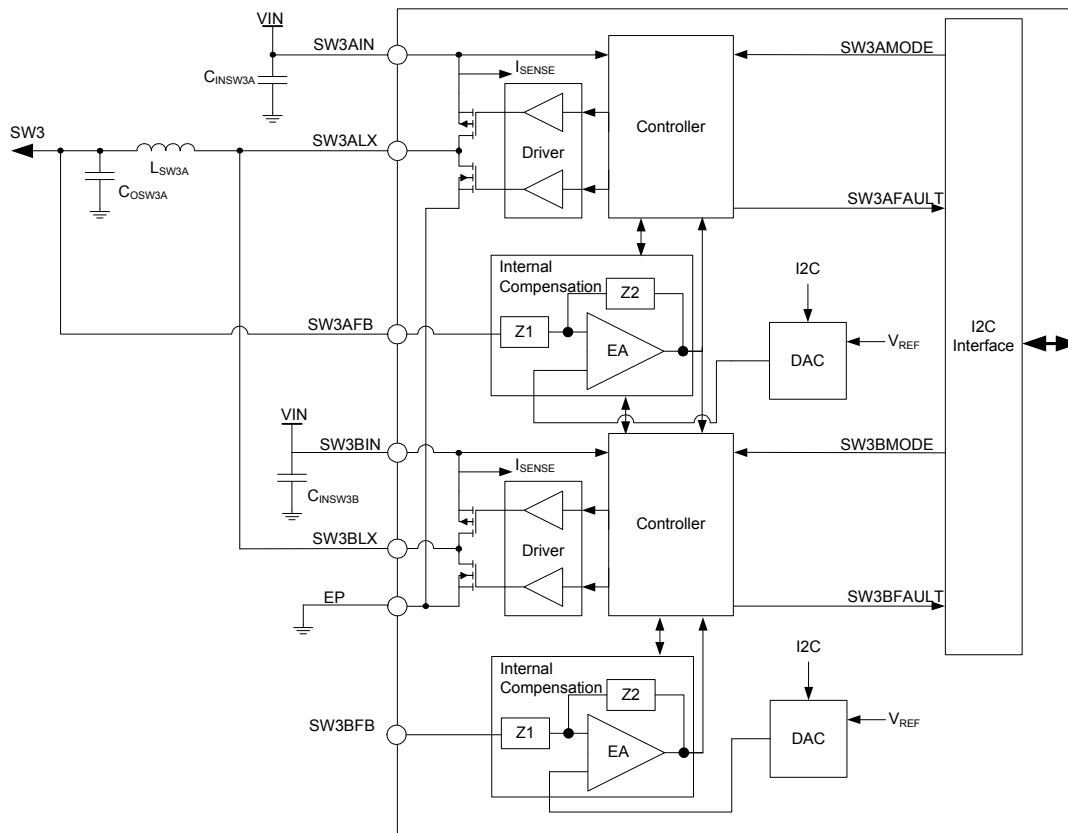 VIN
SW3AIN
CINSW3A
ISENSE
SW3
SW3ALX
LSW3A
COSW3A
Driver
Controller
SW3AMODE
SW3AFAULT
I2C
Interface
Internal
Compensation
Z2
Z1
EA
SW3AFB
I2C
VREF
DAC
VIN
SW3BIN
CINSW3B
ISENSE
SW3BLX
Driver
Controller
SW3BMODE
EP
SW3BFAULT
Internal
Compensation
Z2
Z1
EA
SW3BFB
I2C
VREF
DAC